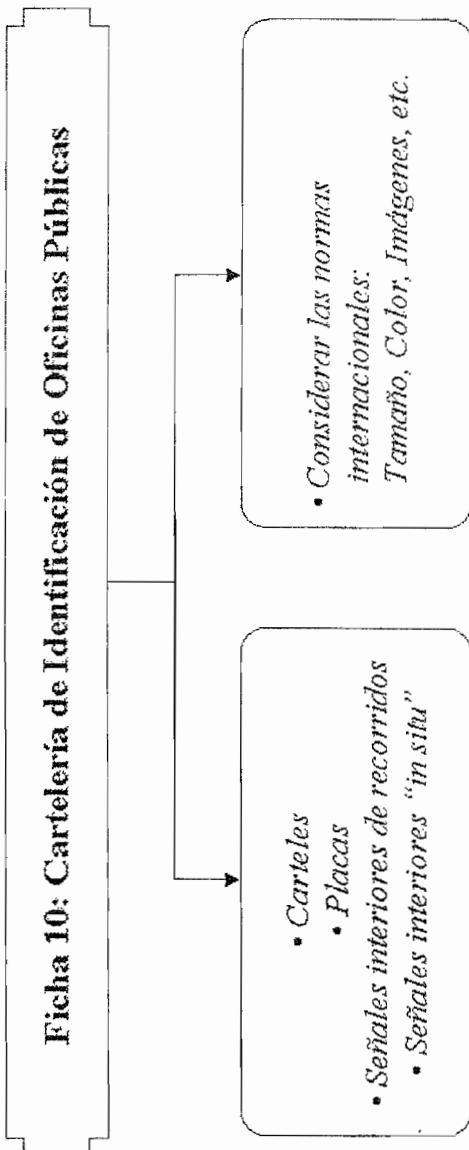 Ficha 10: Cartelería de Identificación de Oficinas Públicas
• Carteles
• Placas
• Señales interiores de recorridos
• Señales interiores “in situ”
• Considerar las normas
internacionales:
Tamaño, Color, Imágenes, etc.